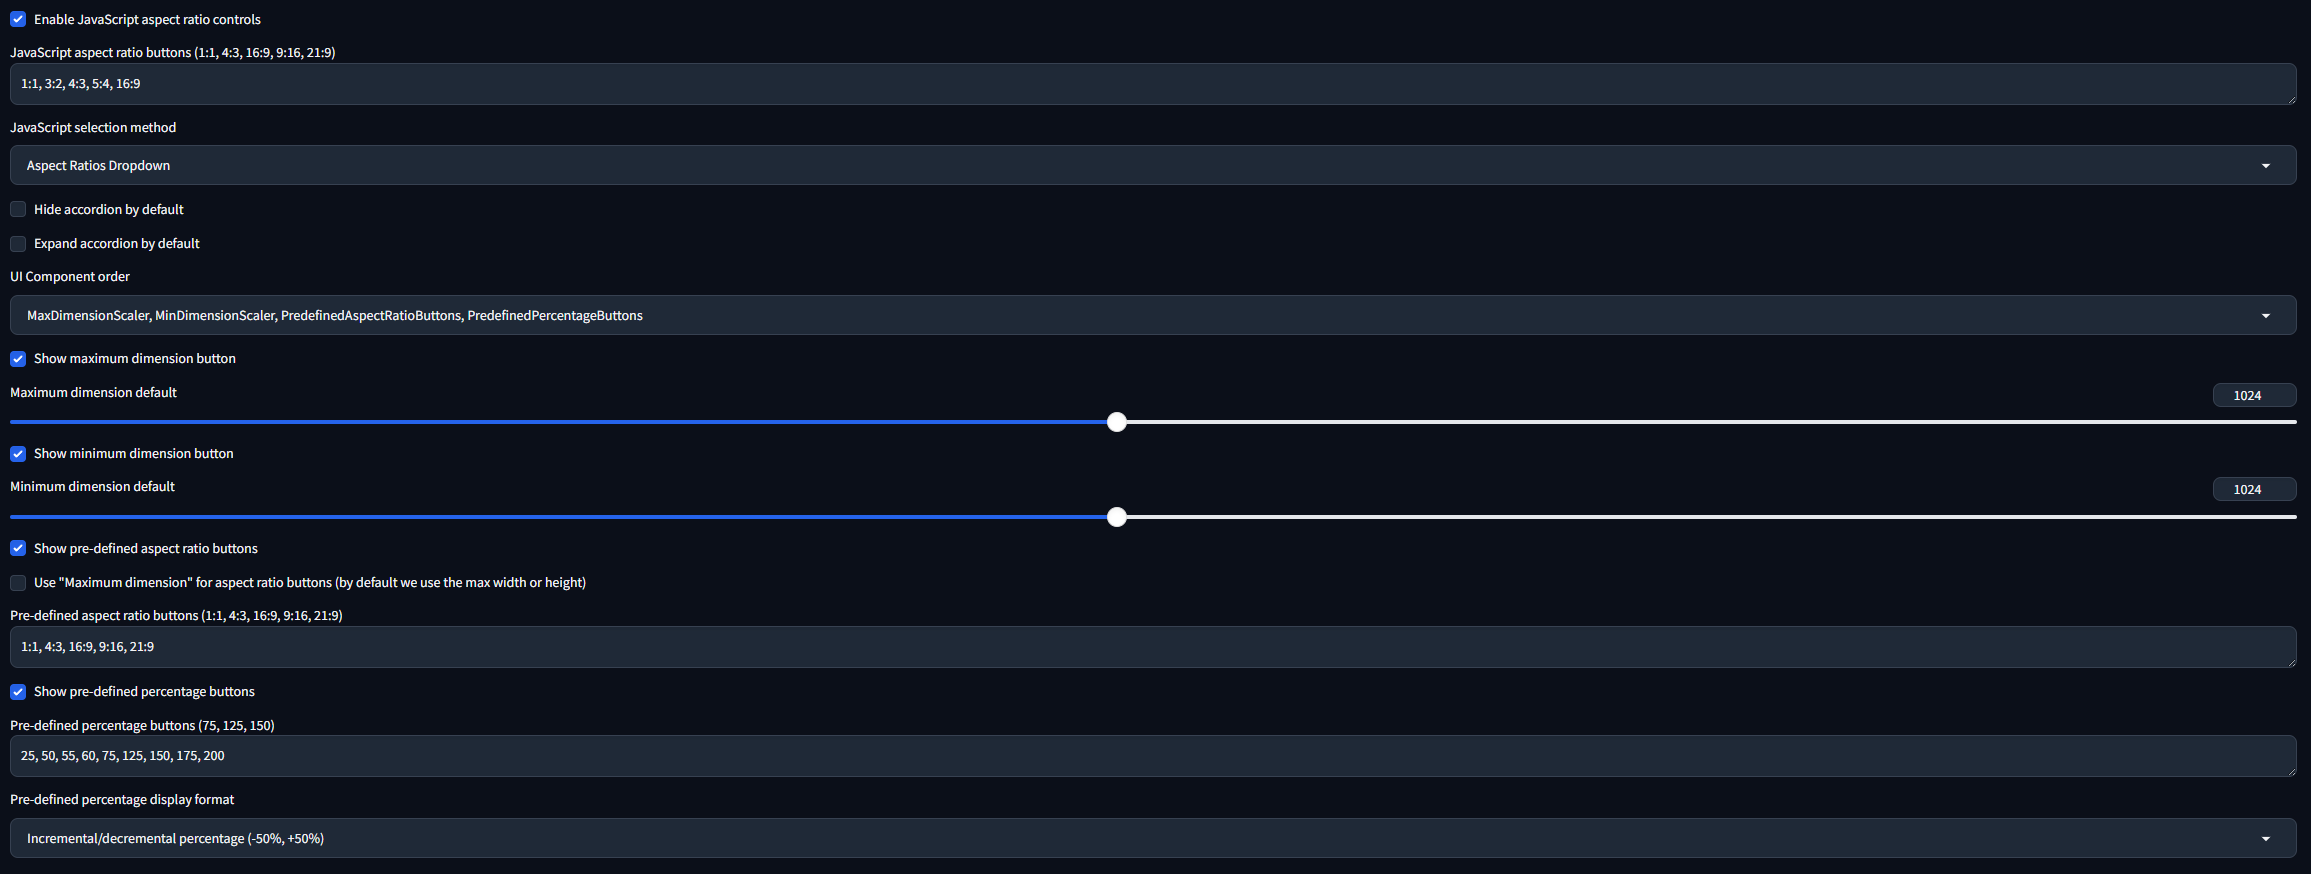 Enable JavaScript aspect ratio controls
JavaScript aspect ratio buttons (1:1, 4:3, 16:9, 9:16, 21:9)
1:1, 3:2, 4:3, 5:4, 16:9
JavaScript selection method
Aspect Ratios Dropdown
Hide accordion by default
Expand accordion by default
UI Component order
MaxDimensionScaler, MinDimensionScaler, PredefinedAspectRatioButtons, PredefinedPercentageButtons
Show maximum dimension button
Maximum dimension default
1024
Show minimum dimension button
Minimum dimension default
1024
Show pre-defined aspect ratio buttons
Use "Maximum dimension" for aspect ratio buttons (by default we use the max width or height)
Pre-defined aspect ratio buttons (1:1, 4:3, 16:9, 9:16, 21:9)
1:1, 4:3, 16:9, 9:16, 21:9
Show pre-defined percentage buttons
Pre-defined percentage buttons (75, 125, 150)
25, 50, 55, 60, 75, 125, 150, 175, 200
Pre-defined percentage display format
Incremental/decremental percentage (-50%, +50%)